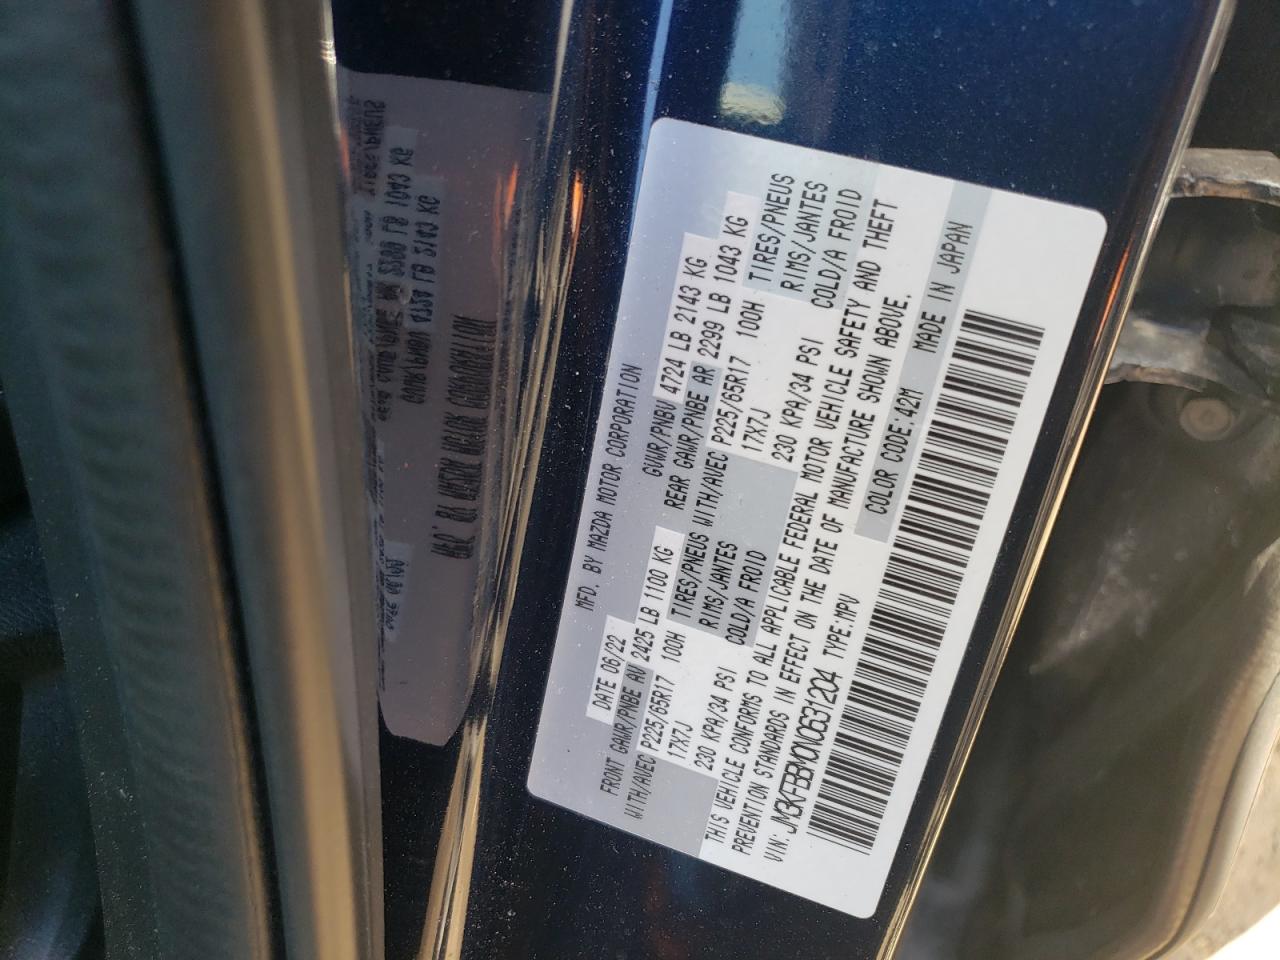 MFD. BY MAZDA MOTOR CORPORATION
DATE 06/22 GVWR/PNBV 4724 LB 2143 KG
FRONT GAWR/PNBE AV 2425 LB 1100 KG REAR GAWR/PNBE AR 2299 LB 1043 KG
WITH/AVEC P225/65R17 100H TIRES/PNEUS WITH/AVEC P225/65R17 100H TIRES/PNEUS
17X7J RIMS/JANTES 17X7J RIMS/JANTES
230 KPA/34 PSI COLD/A FROID 230 KPA/34 PSI COLD/A FROID
THIS VEHICLE CONFORMS TO ALL APPLICABLE FEDERAL MOTOR VEHICLE SAFETY AND THEFT
PREVENTION STANDARDS IN EFFECT ON THE DATE OF MANUFACTURE SHOWN ABOVE.
VIN: JM3KFBBM0N0631204 TYPE:MPV COLOR CODE:42M MADE IN JAPAN